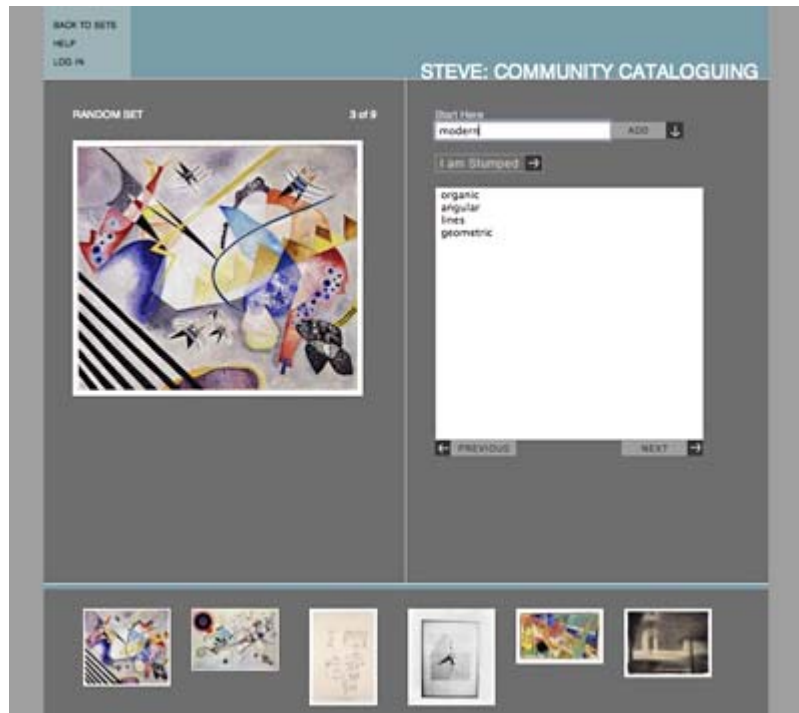 BACK TO SETS
HELP
LOG IN
STEVE: COMMUNITY CATALOGUING
RANDOM SET
3 of 9
Start Here
modern
ADD
I am Stumped
organic
angular
lines
geometric
PREVIOUS
NEXT